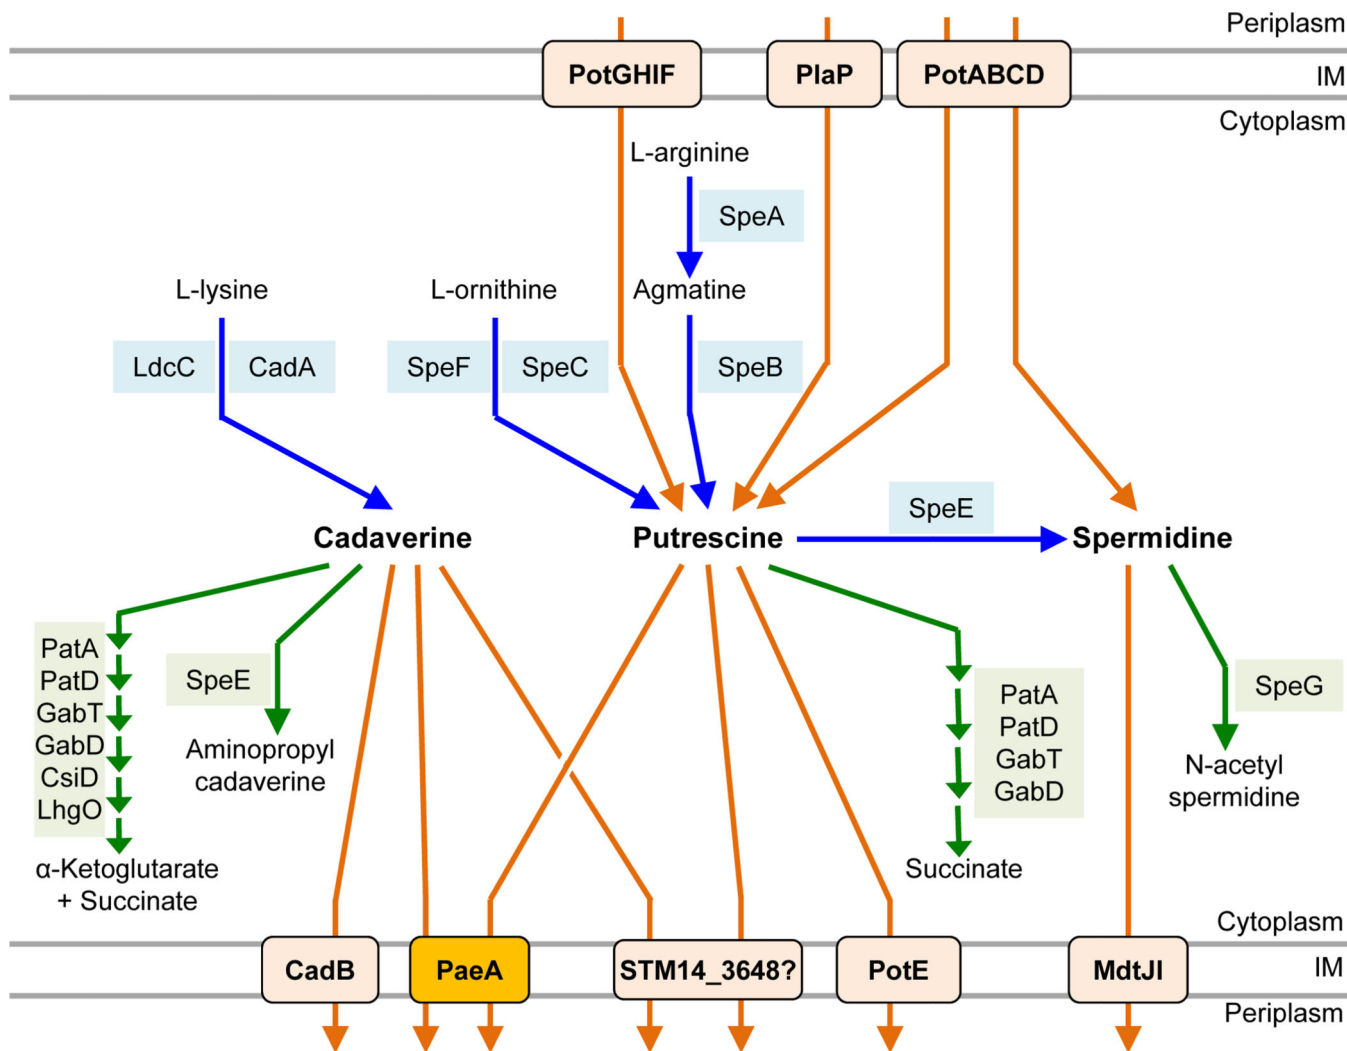 Periplasm
PotGHIF
PlaP
PotABCD
IM
Cytoplasm
L-arginine
SpeA
L-lysine
L-ornithine
Agmatine
LdcC
CadA
SpeF
SpeC
SpeB
SpeE
Cadaverine
Putrescine
Spermidine
PatA
PatD
GabT
GabD
CsiD
LhgO
α-Ketoglutarate
+ Succinate
SpeE
Aminopropyl
cadaverine
PatA
PatD
GabT
GabD
Succinate
SpeG
N-acetyl
spermidine
Cytoplasm
CadB
PaeA
STM14_3648?
PotE
MdtJI
IM
Periplasm